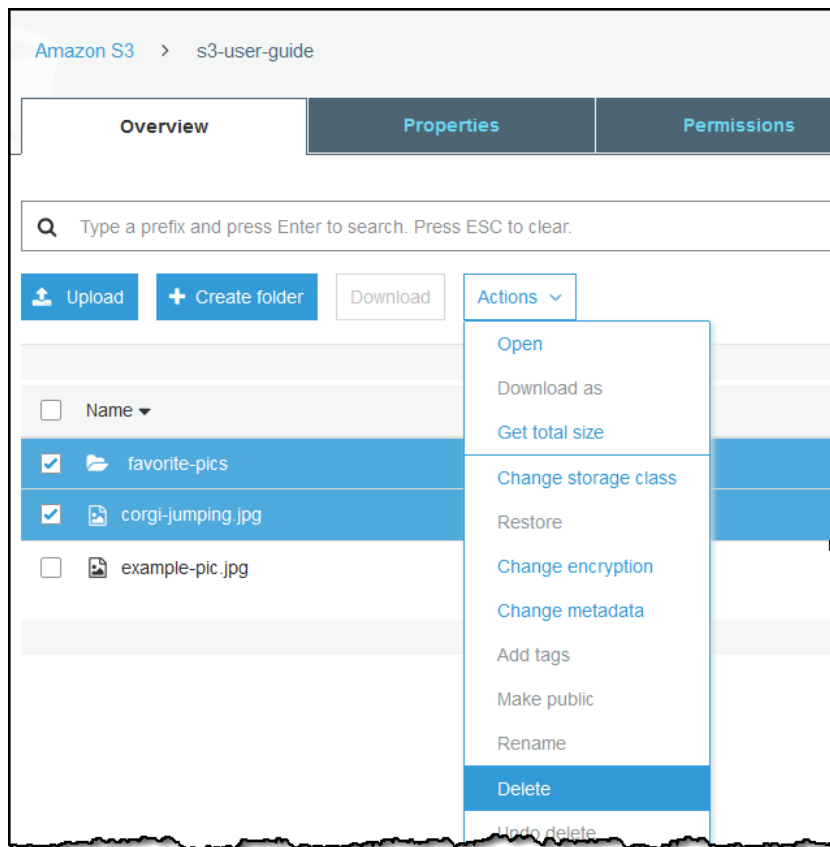 Amazon S3 > s3-user-guide
Overview Properties Permissions
Type a prefix and press Enter to search. Press ESC to clear.
Upload Create folder Download Actions
Open
Download as
Get total size
Name
favorite-pics
Change storage class
corgi-jumping.jpg
Restore
example-pic.jpg
Change encryption
Change metadata
Add tags
Make public
Rename
Delete
Undo delete